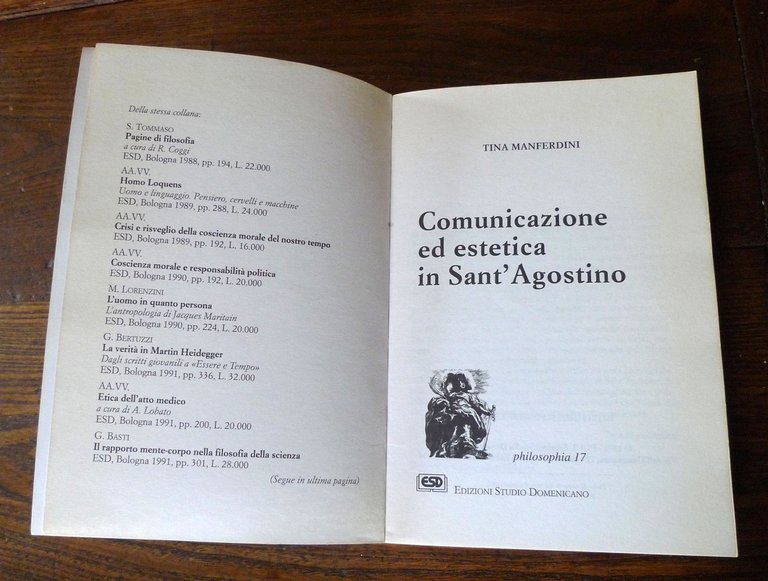 Della stessa collana:
S. TOMMASO
Pagine di filosofia
a cura di R. Coggi
ESD, Bologna 1988, pp. 194, L. 22.000
AA.VV.
Homo Loquens
Uomo e linguaggio. Pensiero, cervelli e macchine
ESD, Bologna 1989, pp. 288, L. 24.000
AA.VV.
Crisi e risveglio della coscienza morale del nostro tempo
ESD, Bologna 1989, pp. 192, L. 16.000
AA.VV.
Coscienza morale e responsabilità politica
ESD, Bologna 1990, pp. 192, L. 20.000
M. LORENZINI
L'uomo in quanto persona
L'antropologia di Jacques Maritain
ESD, Bologna 1990, pp. 224, L. 20.000
G. BERTUZZI
La verità in Martin Heidegger
Dagli scritti giovanili a «Essere e Tempo»
ESD, Bologna 1991, pp. 336, L. 32.000
AA.VV.
Etica dell'atto medico
a cura di A. Lobato
ESD, Bologna 1991, pp. 200, L. 20.000
G. BASTI
Il rapporto mente-corpo nella filosofia della scienza
ESD, Bologna 1991, pp. 301, L. 28.000
(Segue in ultima pagina)
TINA MANFERDINI
Comunicazione
ed estetica
in Sant'Agostino
philosophia 17
ESD EDIZIONI STUDIO DOMENICANO